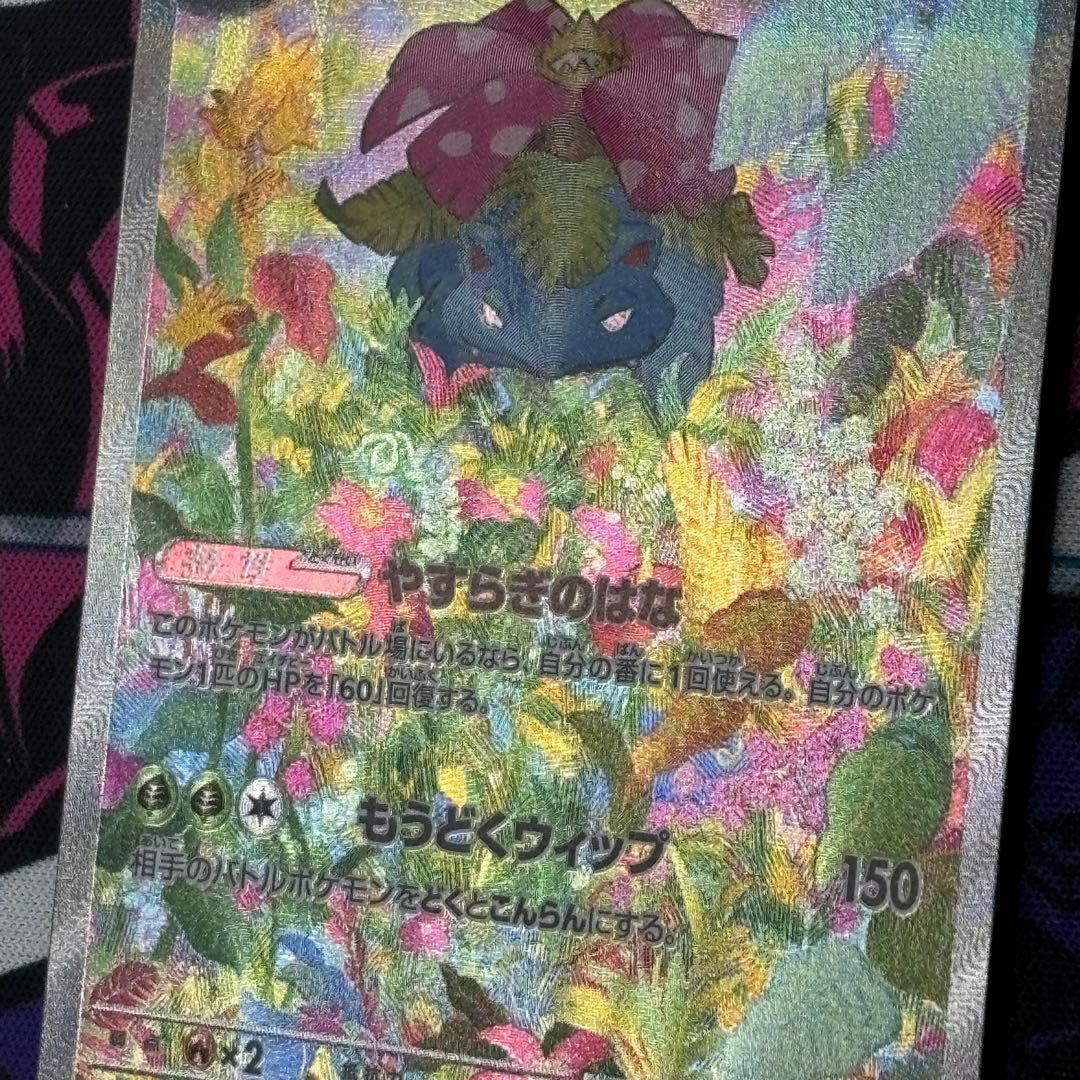 やすらぎのはな
このポケモンがバトル場にいるなら、自分の番に1回使える。自分のポケ
モン1匹のHPを「60」回復する。
もうどくウィップ 150
相手のバトルポケモンをどくとこんらんにする。
×2